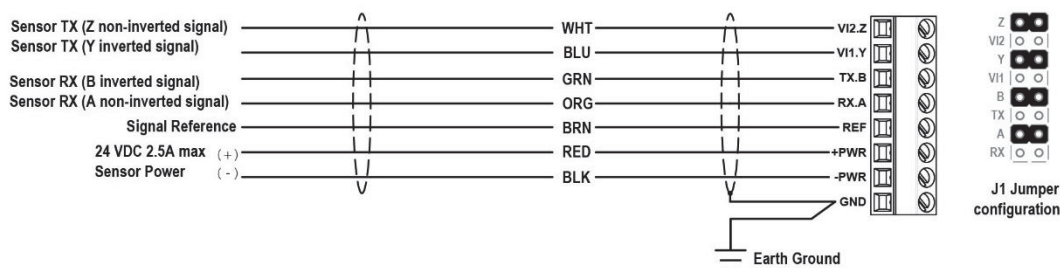 Sensor TX (Z non-inverted signal) WHT VI2.Z
Sensor TX (Y inverted signal) BLU VI1.Y
Sensor RX (B inverted signal) GRN TX.B
Sensor RX (A non-inverted signal) ORG RX.A
Signal Reference BRN REF
24 VDC 2.5A max (+) RED +PWR
Sensor Power (-) BLK -PWR
GND
Earth Ground
Z
VI2
Y
VI1
B
TX
A
RX
J1 Jumper
configuration